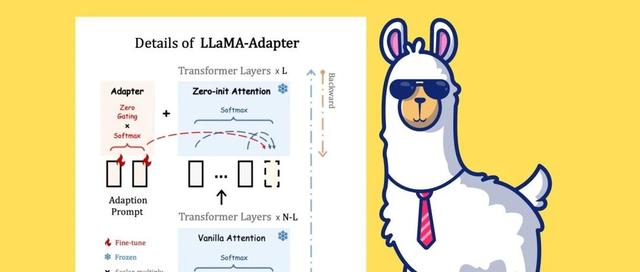 Details of LLaMA-Adapter
Transformer Layers x L
Adapter
+
Zero-init Attention
Zero
Gating
×
Softmax
Softmax
...
Adaption
Prompt
Transformer Layers x N-L
Vanilla Attention
Softmax
Fine-tune
Frozen
Backward